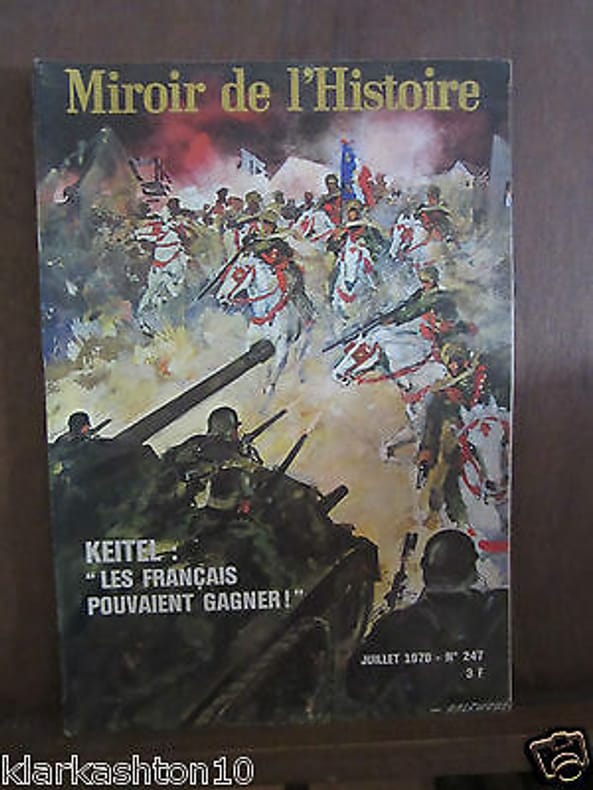 Miroir de l'Histoire
KEITEL :
" LES FRANÇAIS
POUVAIENT GAGNER ! "
JUILLET 1970 - N° 247
3 F
klarkashton10